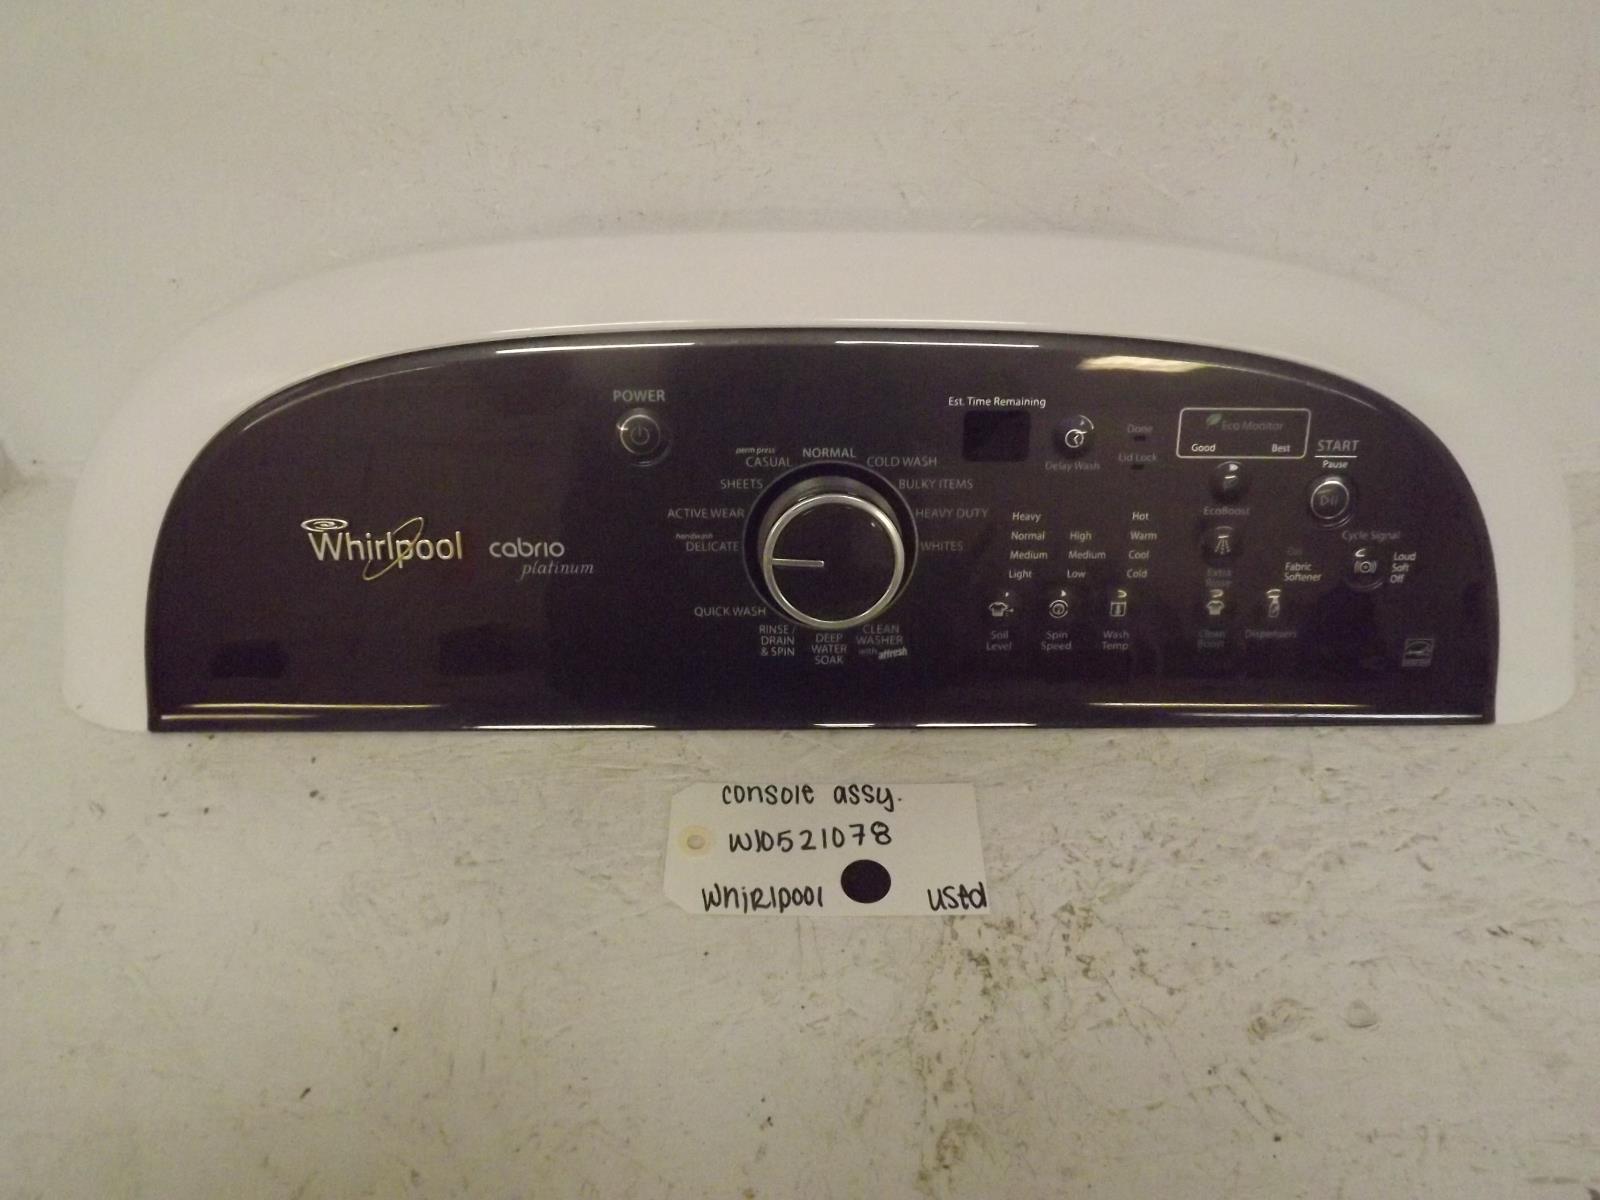 POWER
Whirlpool
cabrio
platinum
perm press
CASUAL
NORMAL
COLD WASH
SHEETS
BULKY ITEMS
ACTIVE WEAR
HEAVY DUTY
handwash
DELICATE
WHITES
QUICK WASH
RINSE /
DRAIN
& SPIN
DEEP
WATER
SOAK
CLEAN
WASHER
with affresh
Est. Time Remaining
Delay Wash
Done
Lid Lock
Eco Monitor
Good Best
EcoBoost
START
Pause
Heavy Hot
Normal High Warm
Medium Medium Cool
Light Low Cold
Soil
Level
Spin
Speed
Wash
Temp
Extra
Rinse
Clean
Boost
Fabric
Softener
Dispensers
Cycle Signal
Loud
Soft
Off
console assy.
W10521078
Whirlpool used